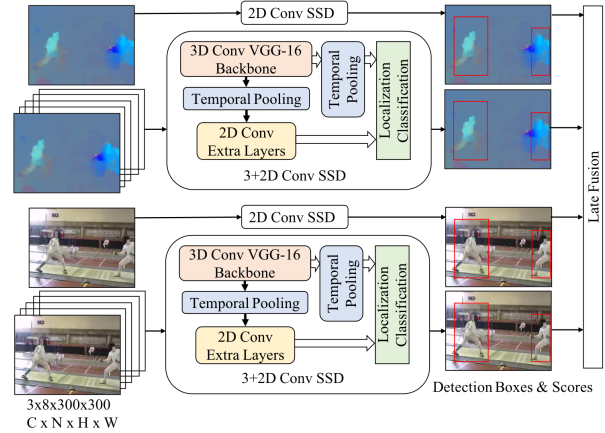 2D Conv SSD
3D Conv VGG-16
Backbone
Temporal Pooling
2D Conv
Extra Layers
Temporal
Pooling
Localization
Classification
3+2D Conv SSD
2D Conv SSD
3D Conv VGG-16
Backbone
Temporal Pooling
2D Conv
Extra Layers
Temporal
Pooling
Localization
Classification
3+2D Conv SSD
Late Fusion
3x8x300x300
C x N x H x W
Detection Boxes & Scores